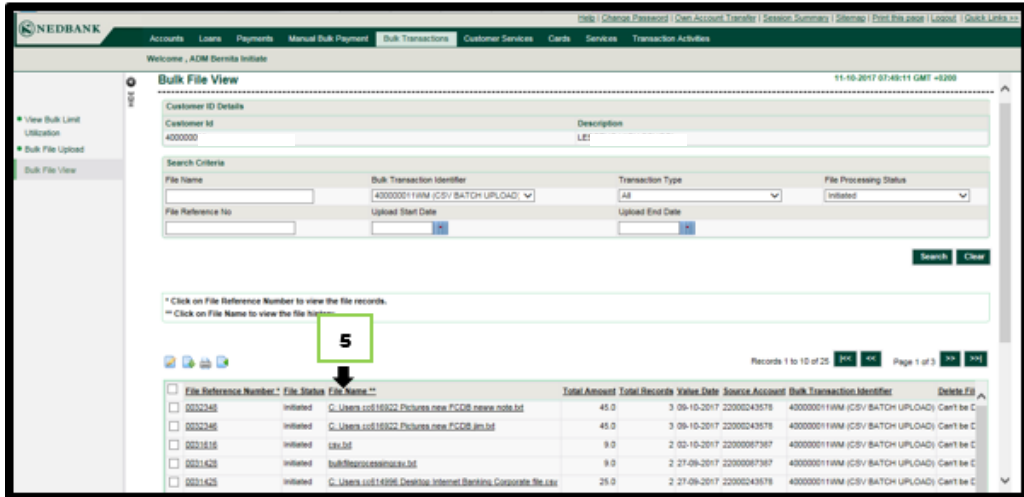 NEDBANK
Help | Change Password | Own Account Transfer | Session Summary | Sitemap | Print this page | Logout | Quick Links >>
Accounts Loans Payments Manual Bulk Payment Bulk Transactions Customer Services Cards Services Transaction Activities
Welcome , ADM Bernita Initiate
HIDE
View Bulk Limit
Utilization
Bulk File Upload
Bulk File View
Bulk File View 11-10-2017 07:49:11 GMT +0200
Customer ID Details
Customer Id Description
4000000 LES
Search Criteria
File Name Bulk Transaction Identifier Transaction Type File Processing Status
400000011WM (CSV BATCH UPLOAD) All Initiated
File Reference No Upload Start Date Upload End Date
Search Clear
* Click on File Reference Number to view the file records.
** Click on File Name to view the file history.
5
Records 1 to 10 of 25 |<< << Page 1 of 3 >> >>|
File Reference Number * File Status File Name ** Total Amount Total Records Value Date Source Account Bulk Transaction Identifier Delete Fil
0032348 Initiated C: Users cc616922 Pictures new FCDB neww note.txt 45.0 3 09-10-2017 22000243578 400000011WM (CSV BATCH UPLOAD) Can't be D
0032346 Initiated C: Users cc616922 Pictures new FCDB jim.txt 45.0 3 09-10-2017 22000243578 400000011WM (CSV BATCH UPLOAD) Can't be D
0031616 Initiated csv.txt 9.0 2 02-10-2017 22000087387 400000011WM (CSV BATCH UPLOAD) Can't be D
0031428 Initiated bulkfileprocessingcsv.txt 9.0 2 27-09-2017 22000087387 400000011WM (CSV BATCH UPLOAD) Can't be D
0031425 Initiated C: Users cc614996 Desktop Internet Banking Corporate file.csv 25.0 2 27-09-2017 22000243578 400000011WM (CSV BATCH UPLOAD) Can't be D